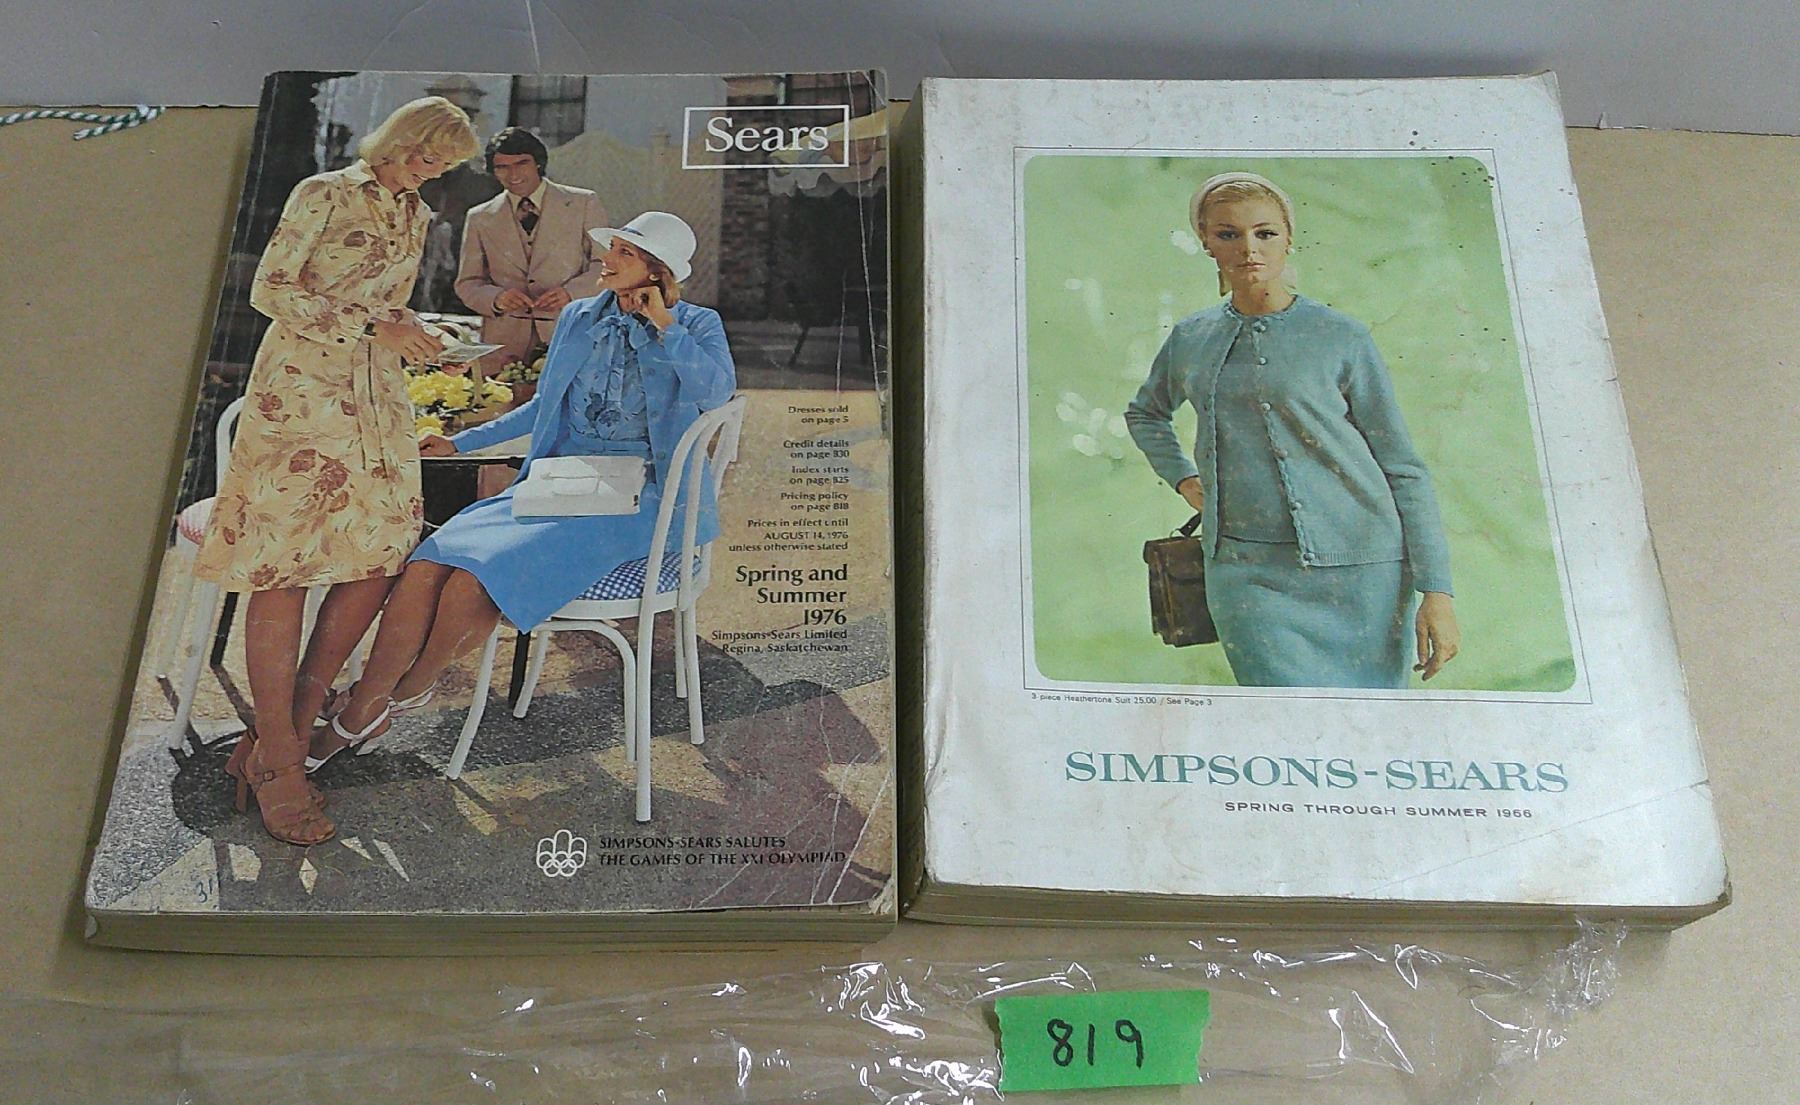 Sears
Dresses sold
on page 5
Credit details
on page 830
Index starts
on page 825
Pricing policy
on page 818
Prices in effect until
AUGUST 14, 1976
unless otherwise stated
Spring and
Summer
1976
Simpsons-Sears Limited
Regina, Saskatchewan
SIMPSONS-SEARS SALUTES
THE GAMES OF THE XXI OLYMPIAD
31
3-piece Heathertone Suit 25.00 / See Page 3
SIMPSONS-SEARS
SPRING THROUGH SUMMER 1966
819